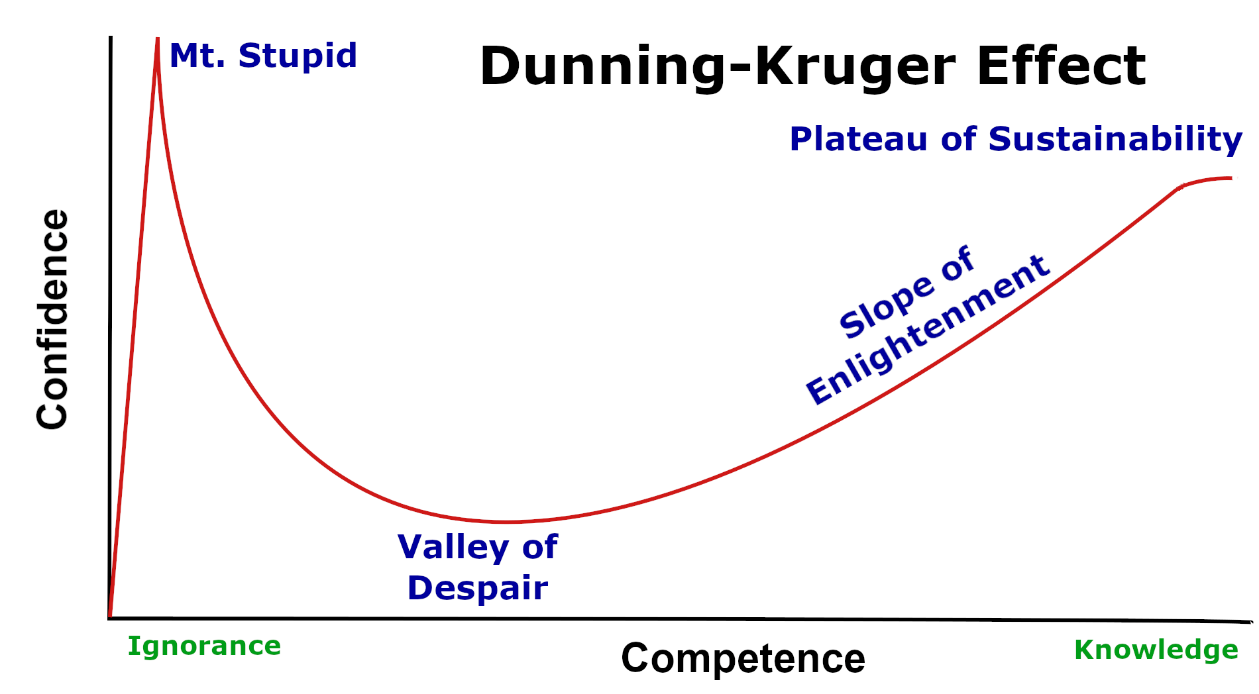 Dunning-Kruger Effect
Mt. Stupid
Plateau of Sustainability
Confidence
Slope of
Enlightenment
Valley of
Despair
Ignorance
Competence
Knowledge